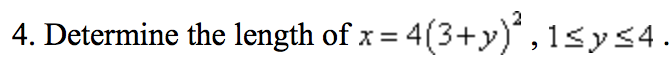 4. Determine the length of x = 4(3+y)², 1≤y≤4.